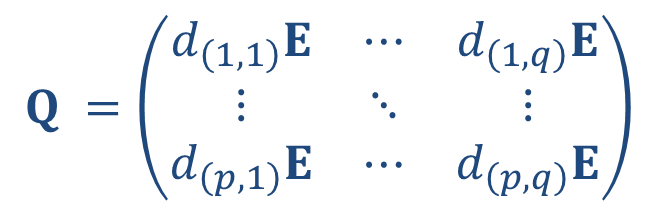 d(1,1)E ⋯ d(1,q)E
Q = ⋮ ⋱ ⋮
d(p,1)E ⋯ d(p,q)E